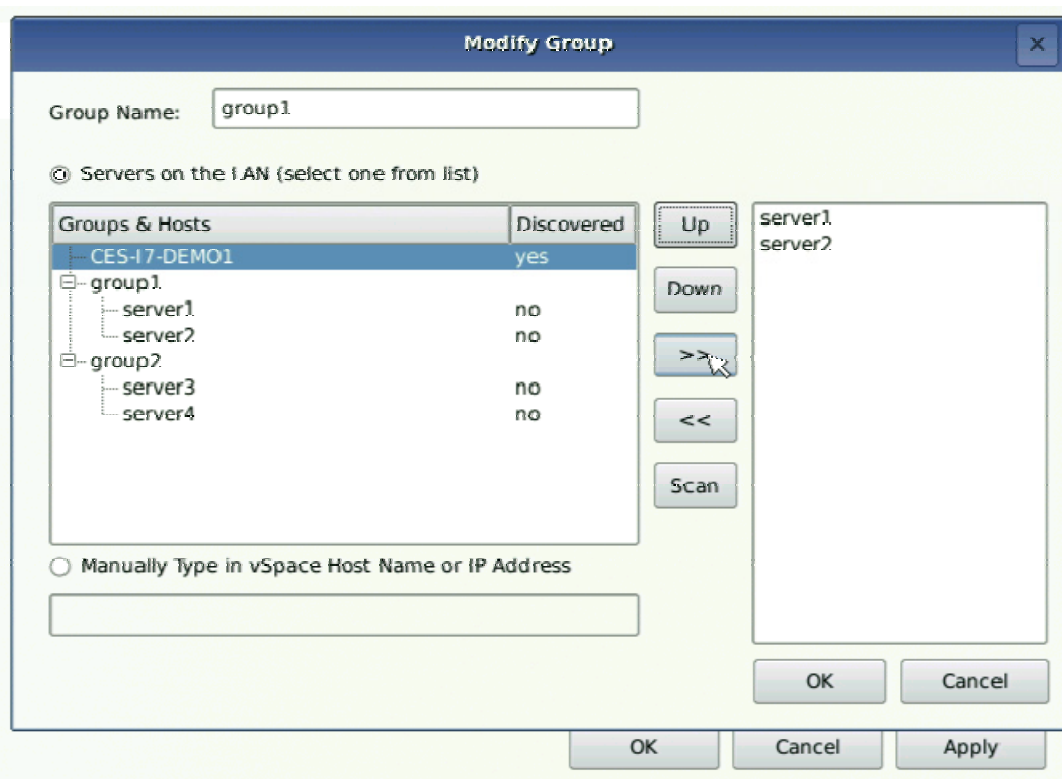 Modify Group
Group Name: group1
Servers on the LAN (select one from list)
Groups & Hosts Discovered
CES-I7-DEMO1 yes
group1
server1 no
server2 no
group2
server3 no
server4 no
Up
Down
>>
<<
Scan
server1
server2
Manually Type in vSpace Host Name or IP Address
OK Cancel
OK Cancel Apply